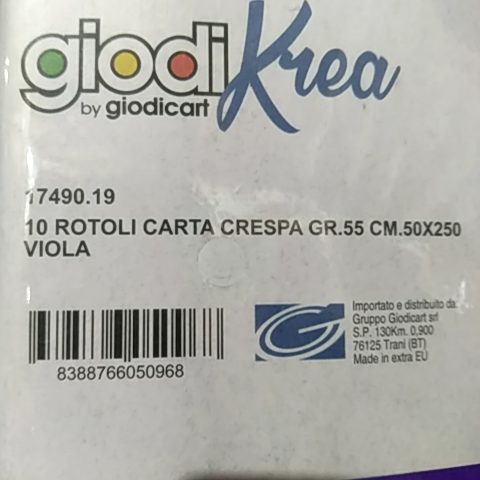 giodi Krea
by giodicart
17490.19
10 ROTOLI CARTA CRESPA GR.55 CM.50X250
VIOLA
8388766050968
Importato e distribuito da:
Gruppo Giodicart srl
S.P. 130Km. 0,900
76125 Trani (BT)
Made in extra EU